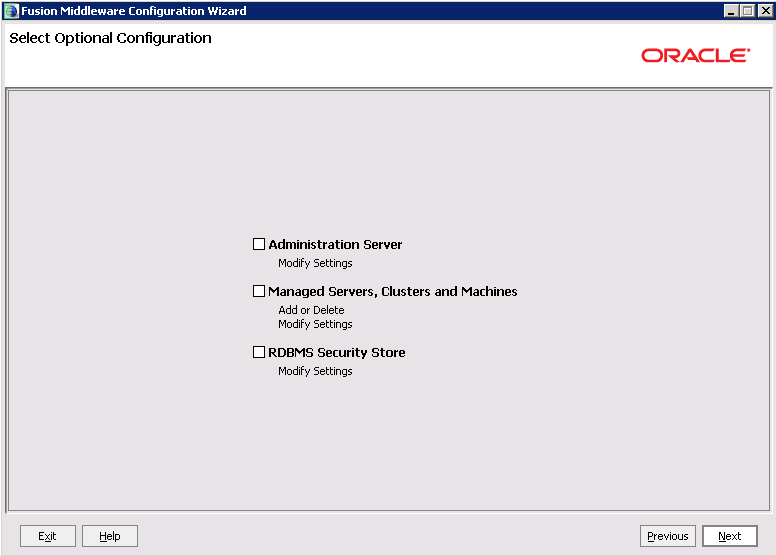 Fusion Middleware Configuration Wizard
Select Optional Configuration
ORACLE
Administration Server
Modify Settings
Managed Servers, Clusters and Machines
Add or Delete
Modify Settings
RDBMS Security Store
Modify Settings
Exit Help Previous Next